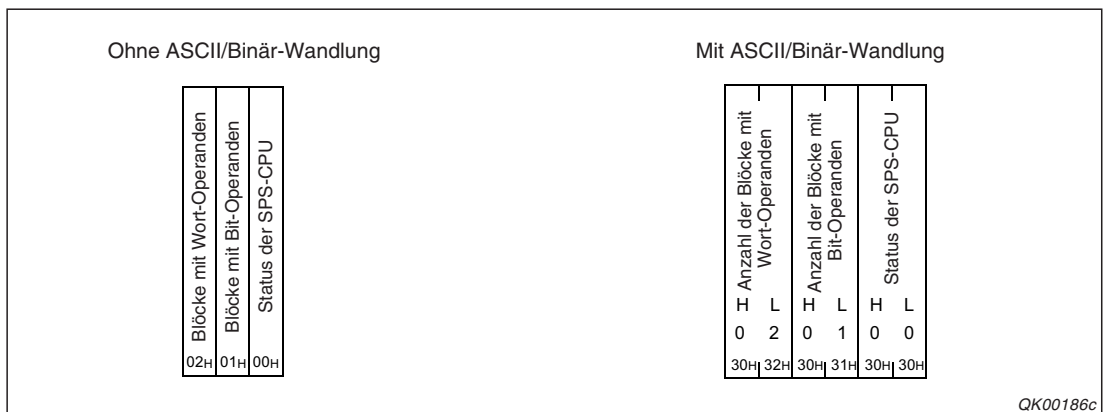 Ohne ASCII/Binär-Wandlung
Blöcke mit Wort-Operanden
Blöcke mit Bit-Operanden
Status der SPS-CPU
02H 01H 00H
Mit ASCII/Binär-Wandlung
Anzahl der Blöcke mit
Wort-Operanden
Anzahl der Blöcke mit
Bit-Operanden
Status der SPS-CPU
H L H L H L
0 2 0 1 0 0
30H 32H 30H 31H 30H 30H
QK00186c